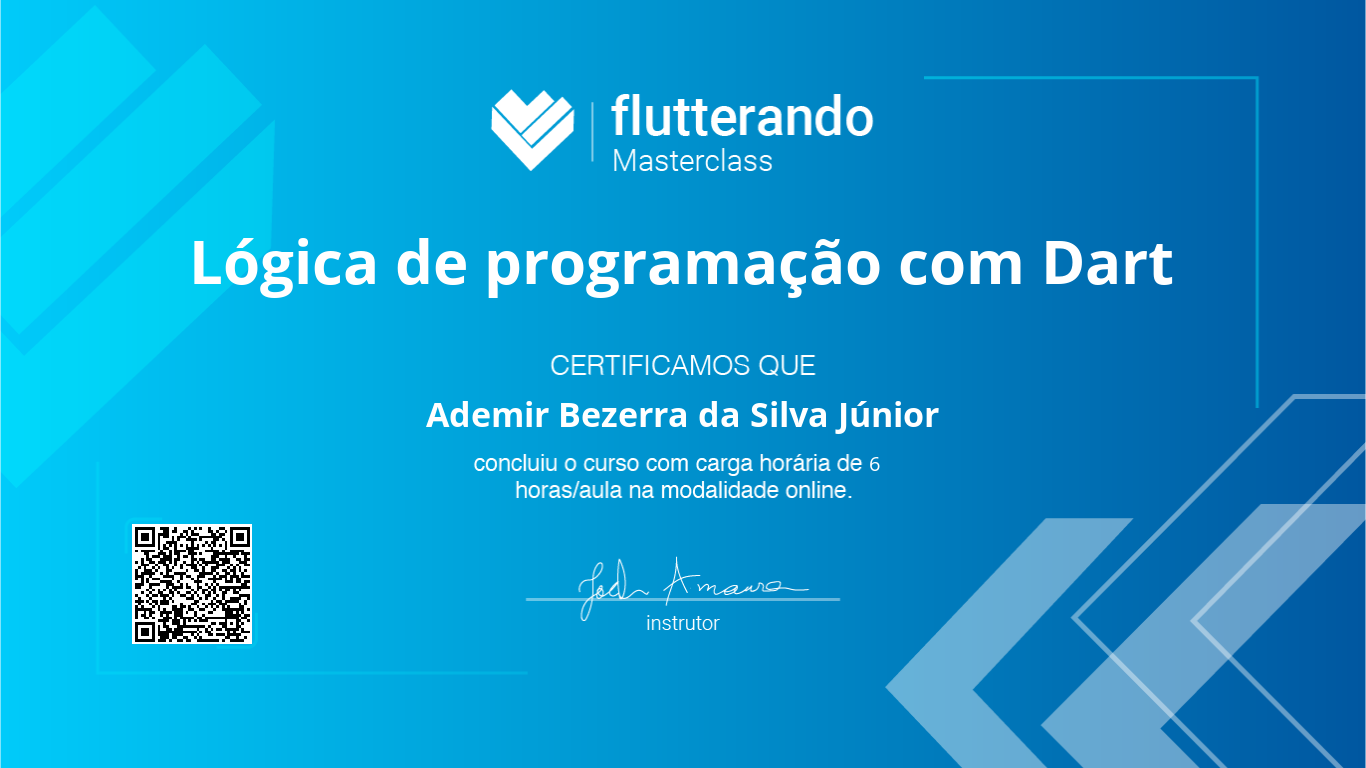 flutterando
Masterclass
Lógica de programação com Dart
CERTIFICAMOS QUE
Ademir Bezerra da Silva Júnior
concluiu o curso com carga horária de 6
horas/aula na modalidade online.
instrutor